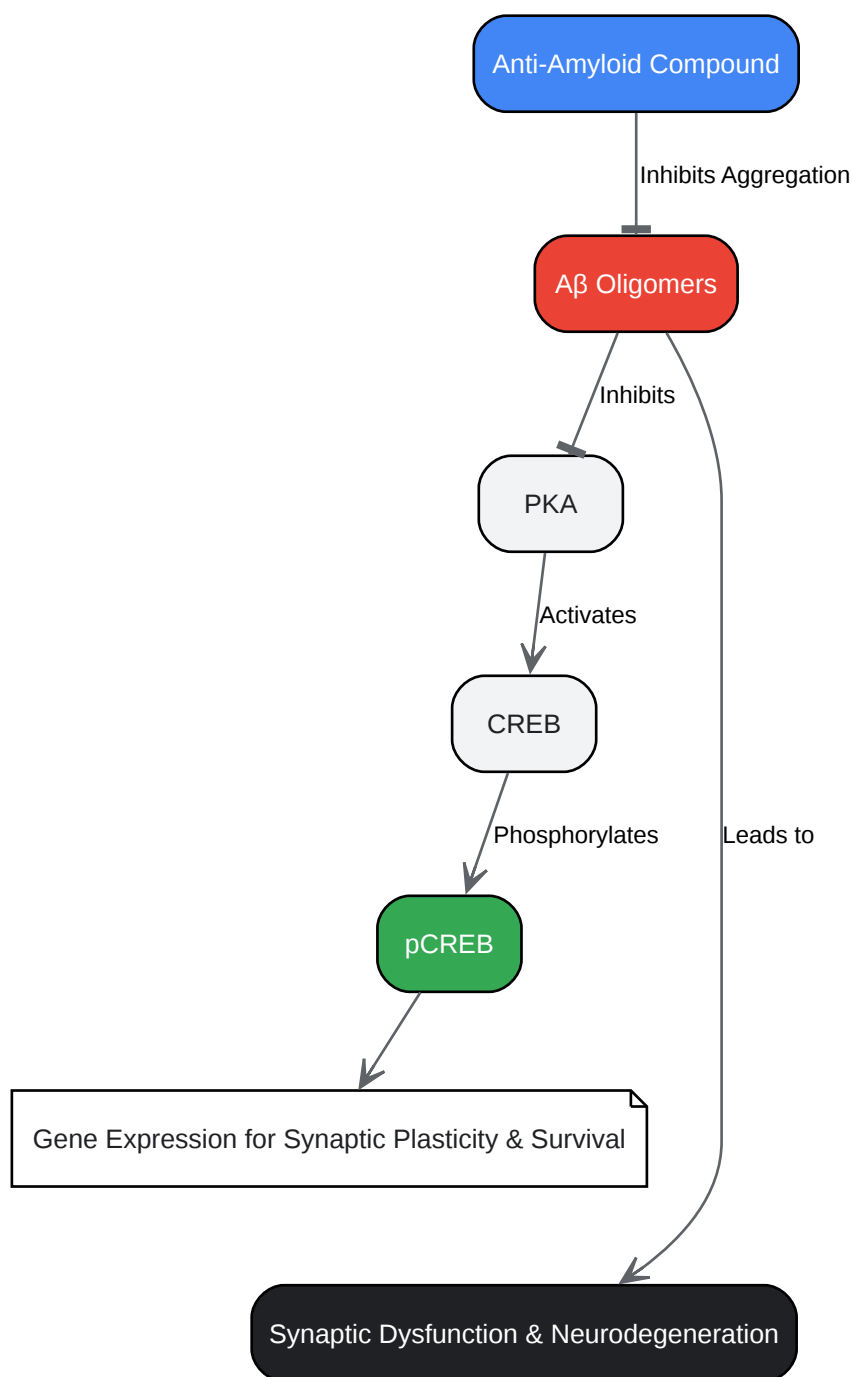 Anti-Amyloid Compound
Inhibits Aggregation
Aβ Oligomers
Inhibits
PKA
Activates
CREB
Phosphorylates
Leads to
pCREB
Gene Expression for Synaptic Plasticity & Survival
Synaptic Dysfunction & Neurodegeneration